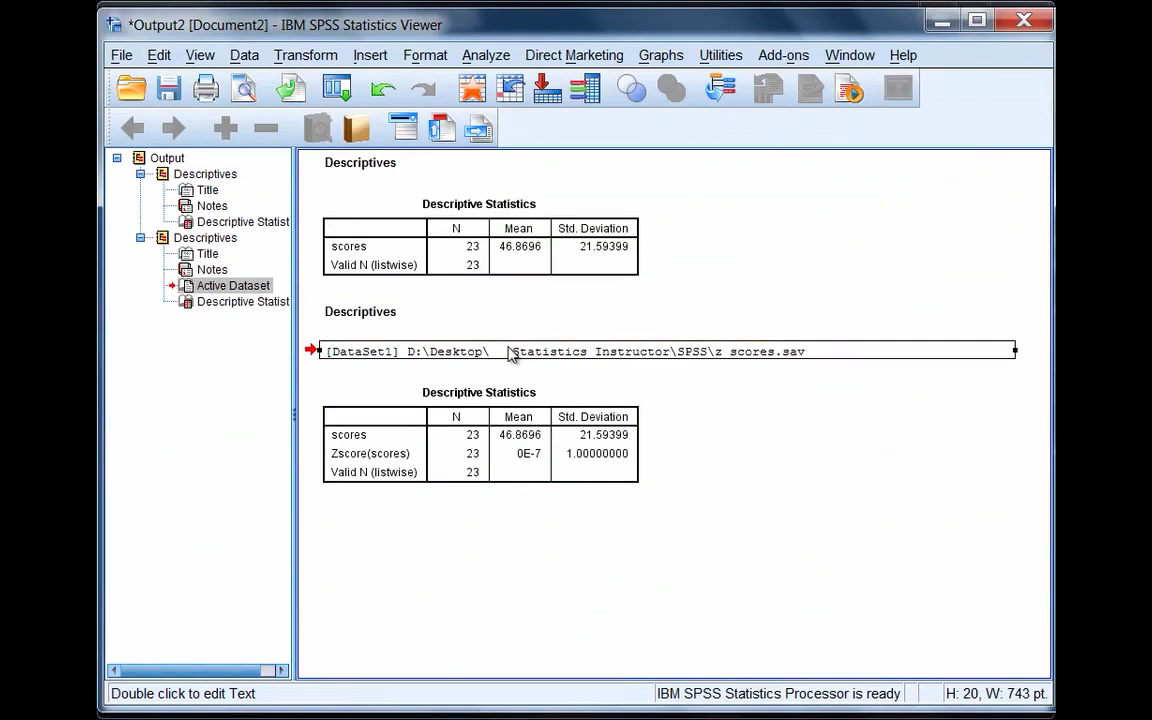 *Output2 [Document2] - IBM SPSS Statistics Viewer
File Edit View Data Transform Insert Format Analyze Direct Marketing Graphs Utilities Add-ons Window Help
Output
Descriptives
Title
Notes
Descriptive Statist
Descriptives
Title
Notes
Active Dataset
Descriptive Statist
Descriptives
Descriptive Statistics
N Mean Std. Deviation
scores 23 46.8696 21.59399
Valid N (listwise) 23
Descriptives
[DataSet1] D:\Desktop\ Statistics Instructor\SPSS\z scores.sav
Descriptive Statistics
N Mean Std. Deviation
scores 23 46.8696 21.59399
Zscore(scores) 23 0E-7 1.00000000
Valid N (listwise) 23
Double click to edit Text
IBM SPSS Statistics Processor is ready
H: 20, W: 743 pt.